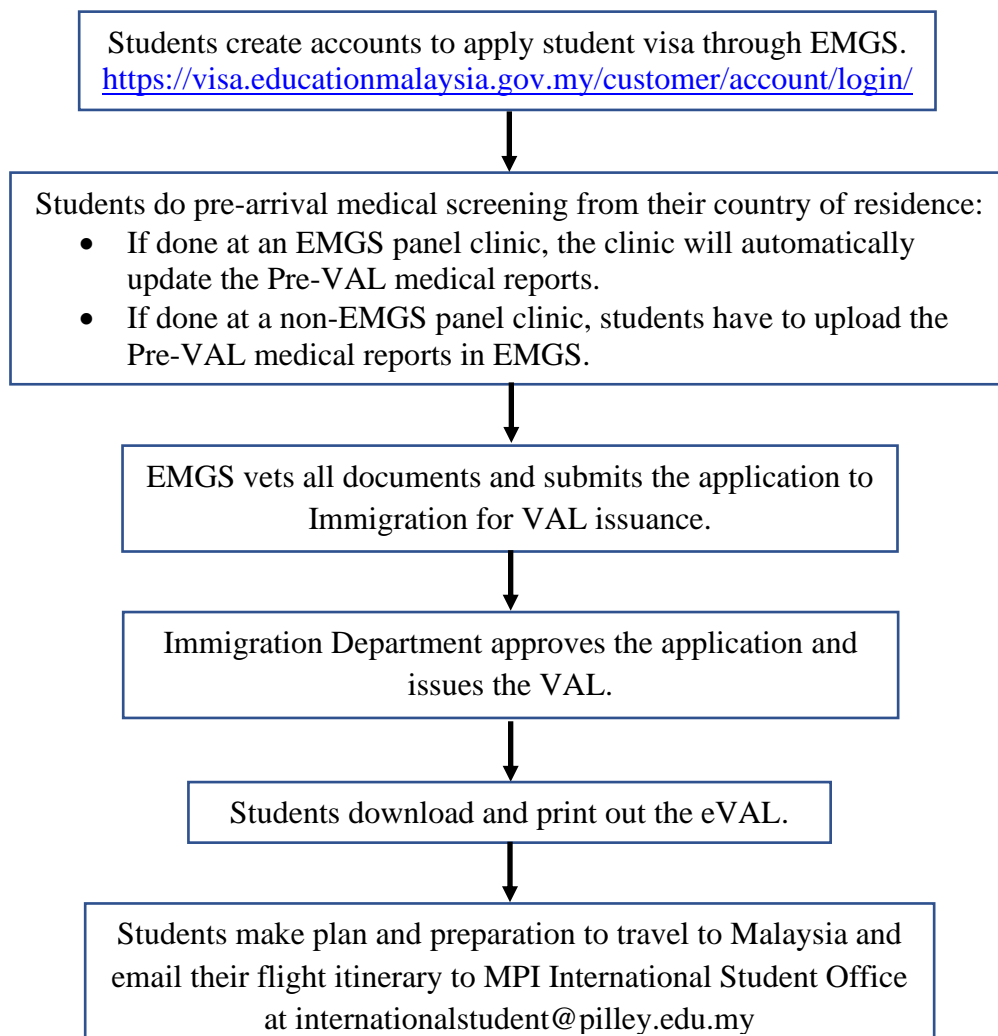 Students create accounts to apply student visa through EMGS.
https://visa.educationmalaysia.gov.my/customer/account/login/
Students do pre-arrival medical screening from their country of residence:
• If done at an EMGS panel clinic, the clinic will automatically
update the Pre-VAL medical reports.
• If done at a non-EMGS panel clinic, students have to upload the
Pre-VAL medical reports in EMGS.
EMGS vets all documents and submits the application to
Immigration for VAL issuance.
Immigration Department approves the application and
issues the VAL.
Students download and print out the eVAL.
Students make plan and preparation to travel to Malaysia and
email their flight itinerary to MPI International Student Office
at internationalstudent@pilley.edu.my